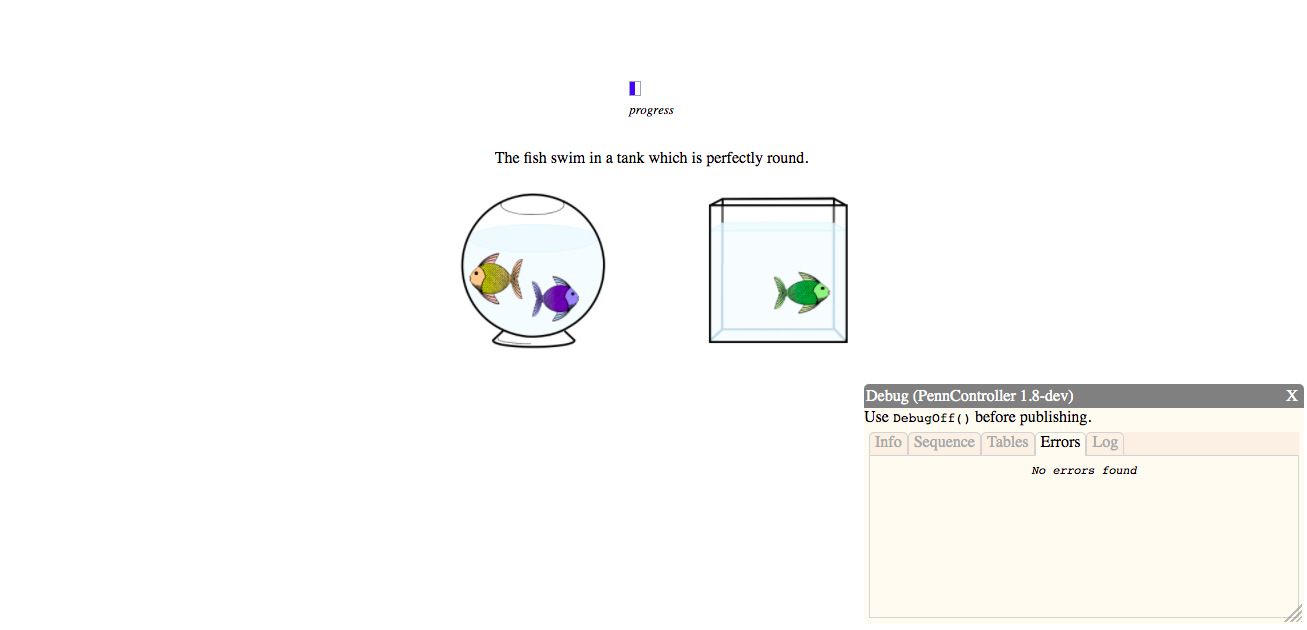 progress
The fish swim in a tank which is perfectly round.
Debug (PennController 1.8-dev) X
Use DebugOff() before publishing.
Info Sequence Tables Errors Log
No errors found